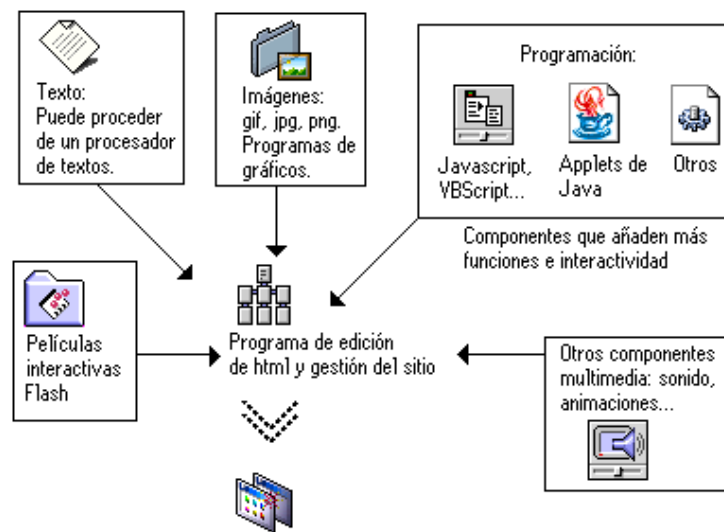 Texto:
Puede proceder
de un procesador
de textos.
Imágenes:
gif, jpg, png.
Programas de
gráficos.
Programación:
Javascript,
VBScript...
Applets de
Java
Otros
Componentes que añaden más
funciones e interactividad
Películas
interactivas
Flash
Programa de edición
de html y gestión del sitio
Otros componentes
multimedia: sonido,
animaciones...